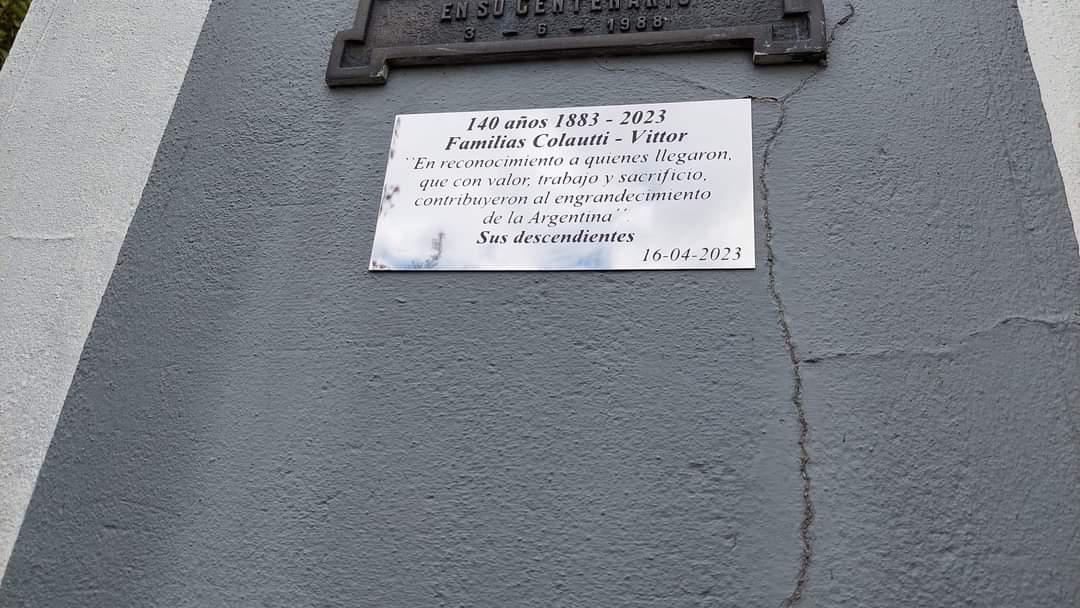 EN SU CENTENARIO
3 - 6 - 1988
140 años 1883 - 2023
Familias Colautti - Vittor
``En reconocimiento a quienes llegaron,
que con valor, trabajo y sacrificio,
contribuyeron al engrandecimiento
de la Argentina´´.
Sus descendientes
16-04-2023